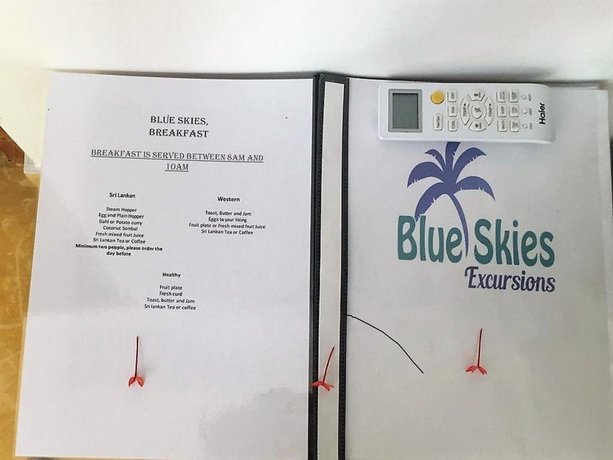 BLUE SKIES,
BREAKFAST
BREAKFAST IS SERVED BETWEEN 8AM AND
10AM
Sri Lankan
Steam Hopper
Egg and Plain Hopper
Dahl or Potato curry
Coconut Sambal
Fresh mixed fruit Juice
Sri Lankan Tea or Coffee
Minimum two people, please order the
day before
Western
Toast, Butter and Jam
Eggs to your liking
Fruit plate or Fresh mixed fruit Juice
Sri Lankan Tea or Coffee
Healthy
Fruit plate
Fresh curd
Toast, butter and Jam
Sri lankan Tea or coffee
Haier
Blue Skies
Excursions